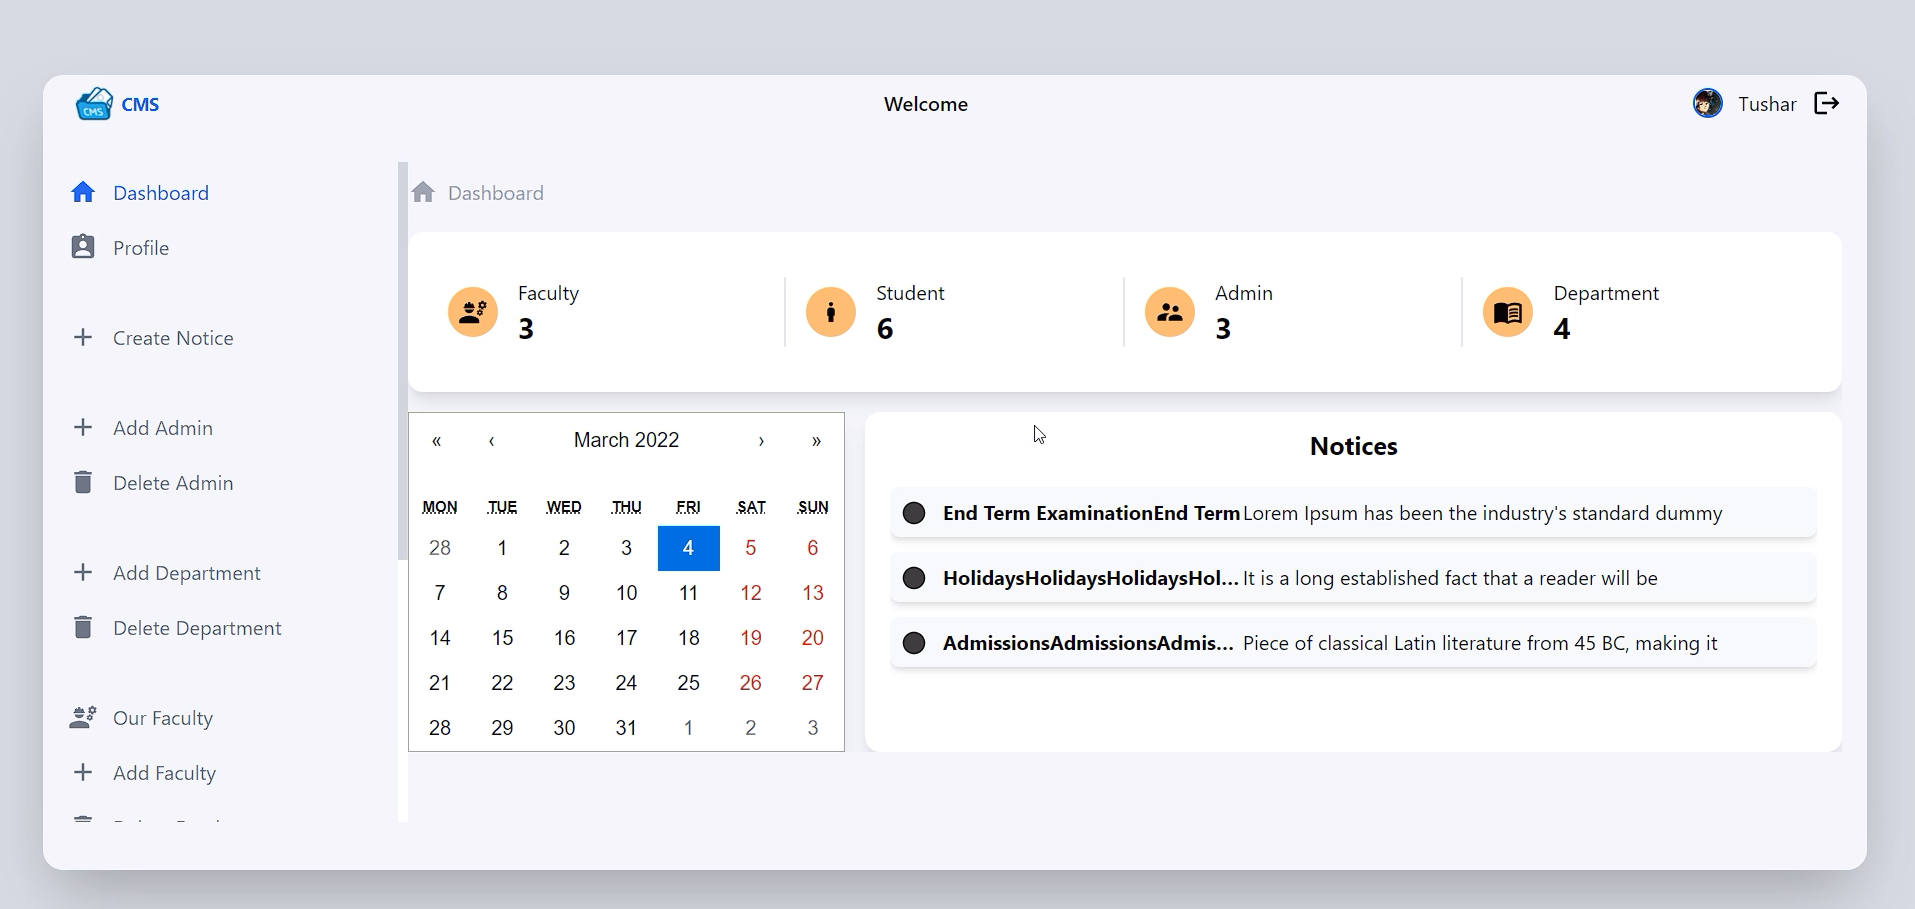 CMS
CMS
Welcome
Tushar
Dashboard
Profile
Create Notice
Add Admin
Delete Admin
Add Department
Delete Department
Our Faculty
Add Faculty
Dashboard
Faculty
3
Student
6
Admin
3
Department
4
« ‹ March 2022 › »
MON TUE WED THU FRI SAT SUN
28 1 2 3 4 5 6
7 8 9 10 11 12 13
14 15 16 17 18 19 20
21 22 23 24 25 26 27
28 29 30 31 1 2 3
Notices
End Term ExaminationEnd Term Lorem Ipsum has been the industry's standard dummy
HolidaysHolidaysHolidaysHol... It is a long established fact that a reader will be
AdmissionsAdmissionsAdmis... Piece of classical Latin literature from 45 BC, making it